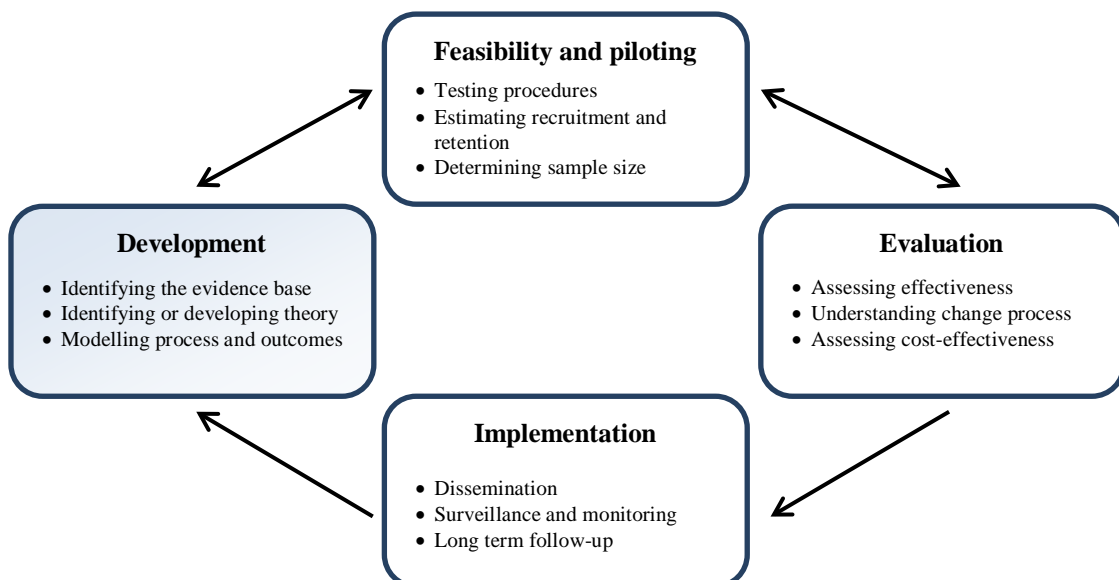 Feasibility and piloting
• Testing procedures
• Estimating recruitment and
retention
• Determining sample size
Development
• Identifying the evidence base
• Identifying or developing theory
• Modelling process and outcomes
Evaluation
• Assessing effectiveness
• Understanding change process
• Assessing cost-effectiveness
Implementation
• Dissemination
• Surveillance and monitoring
• Long term follow-up